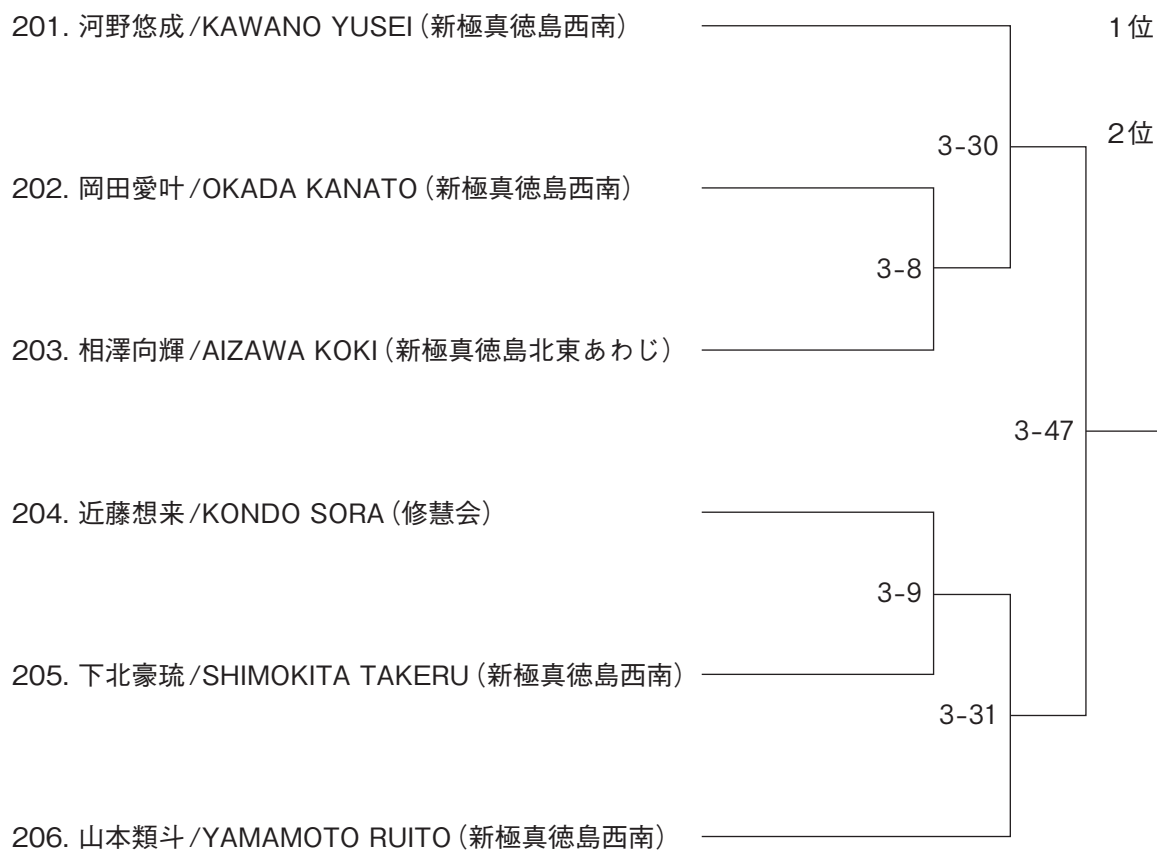 201. 河野悠成/KAWANO YUSEI（新極真徳島西南）
1位
2位
3-30
202. 岡田愛叶/OKADA KANATO（新極真徳島西南）
3-8
203. 相澤向輝/AIZAWA KOKI（新極真徳島北東あわじ）
3-47
204. 近藤想来/KONDO SORA（修慧会）
3-9
205. 下北豪琉/SHIMOKITA TAKERU（新極真徳島西南）
3-31
206. 山本類斗/YAMAMOTO RUITO（新極真徳島西南）